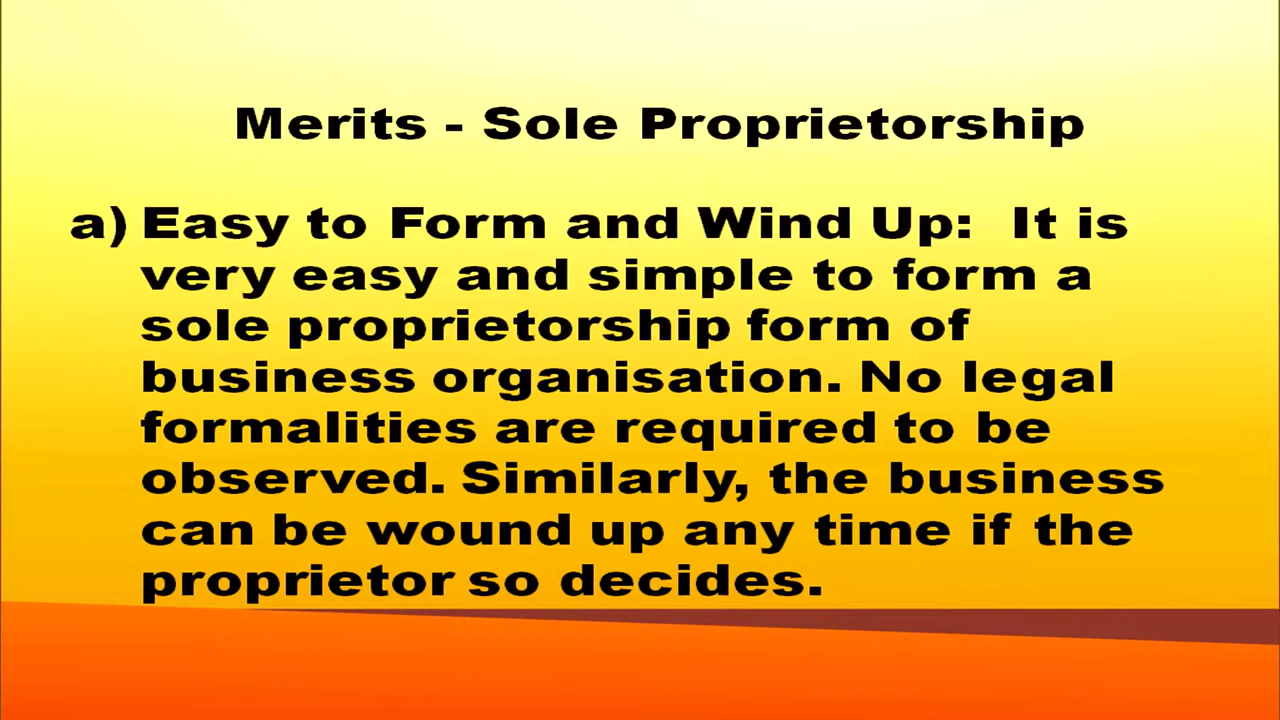 Merits - Sole Proprietorship
a) Easy to Form and Wind Up: It is
very easy and simple to form a
sole proprietorship form of
business organisation. No legal
formalities are required to be
observed. Similarly, the business
can be wound up any time if the
proprietor so decides.